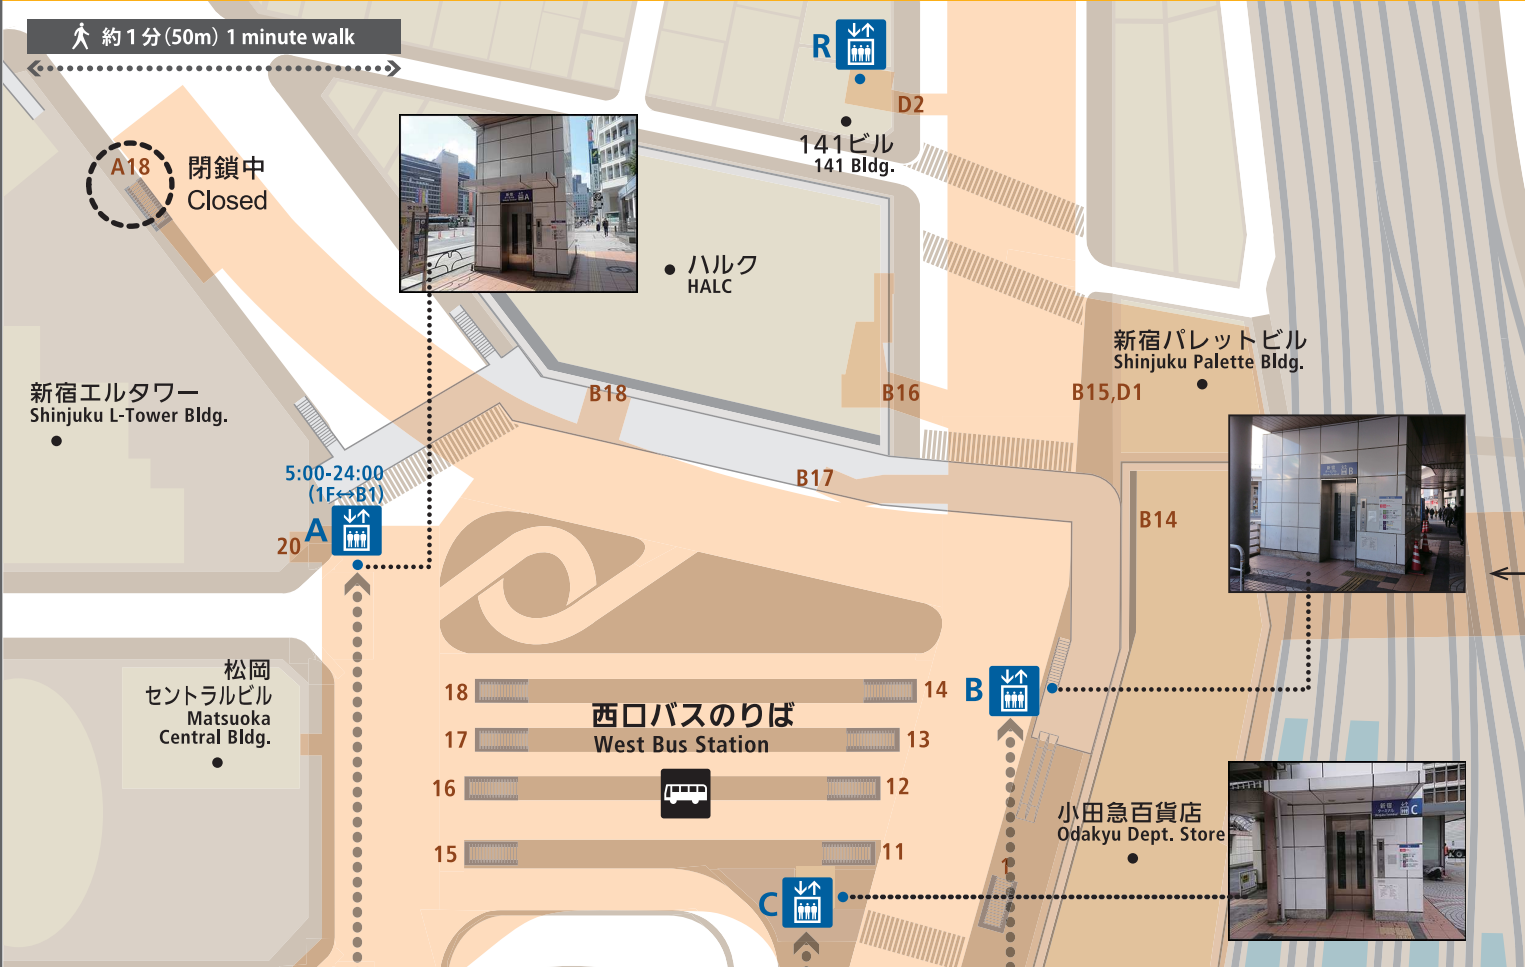 約1分(50m) 1 minute walk
R
D2
141ビル
141 Bldg.
A18
閉鎖中
Closed
ハルク
HALC
新宿パレットビル
Shinjuku Palette Bldg.
新宿エルタワー
Shinjuku L-Tower Bldg.
B18
B16
B15,D1
5:00-24:00
(1F↔B1)
B17
B14
20
A
松岡
セントラルビル
Matsuoka
Central Bldg.
18
14
B
西口バスのりば
West Bus Station
17
13
16
12
小田急百貨店
Odakyu Dept. Store
15
11
1
C
A
B
C